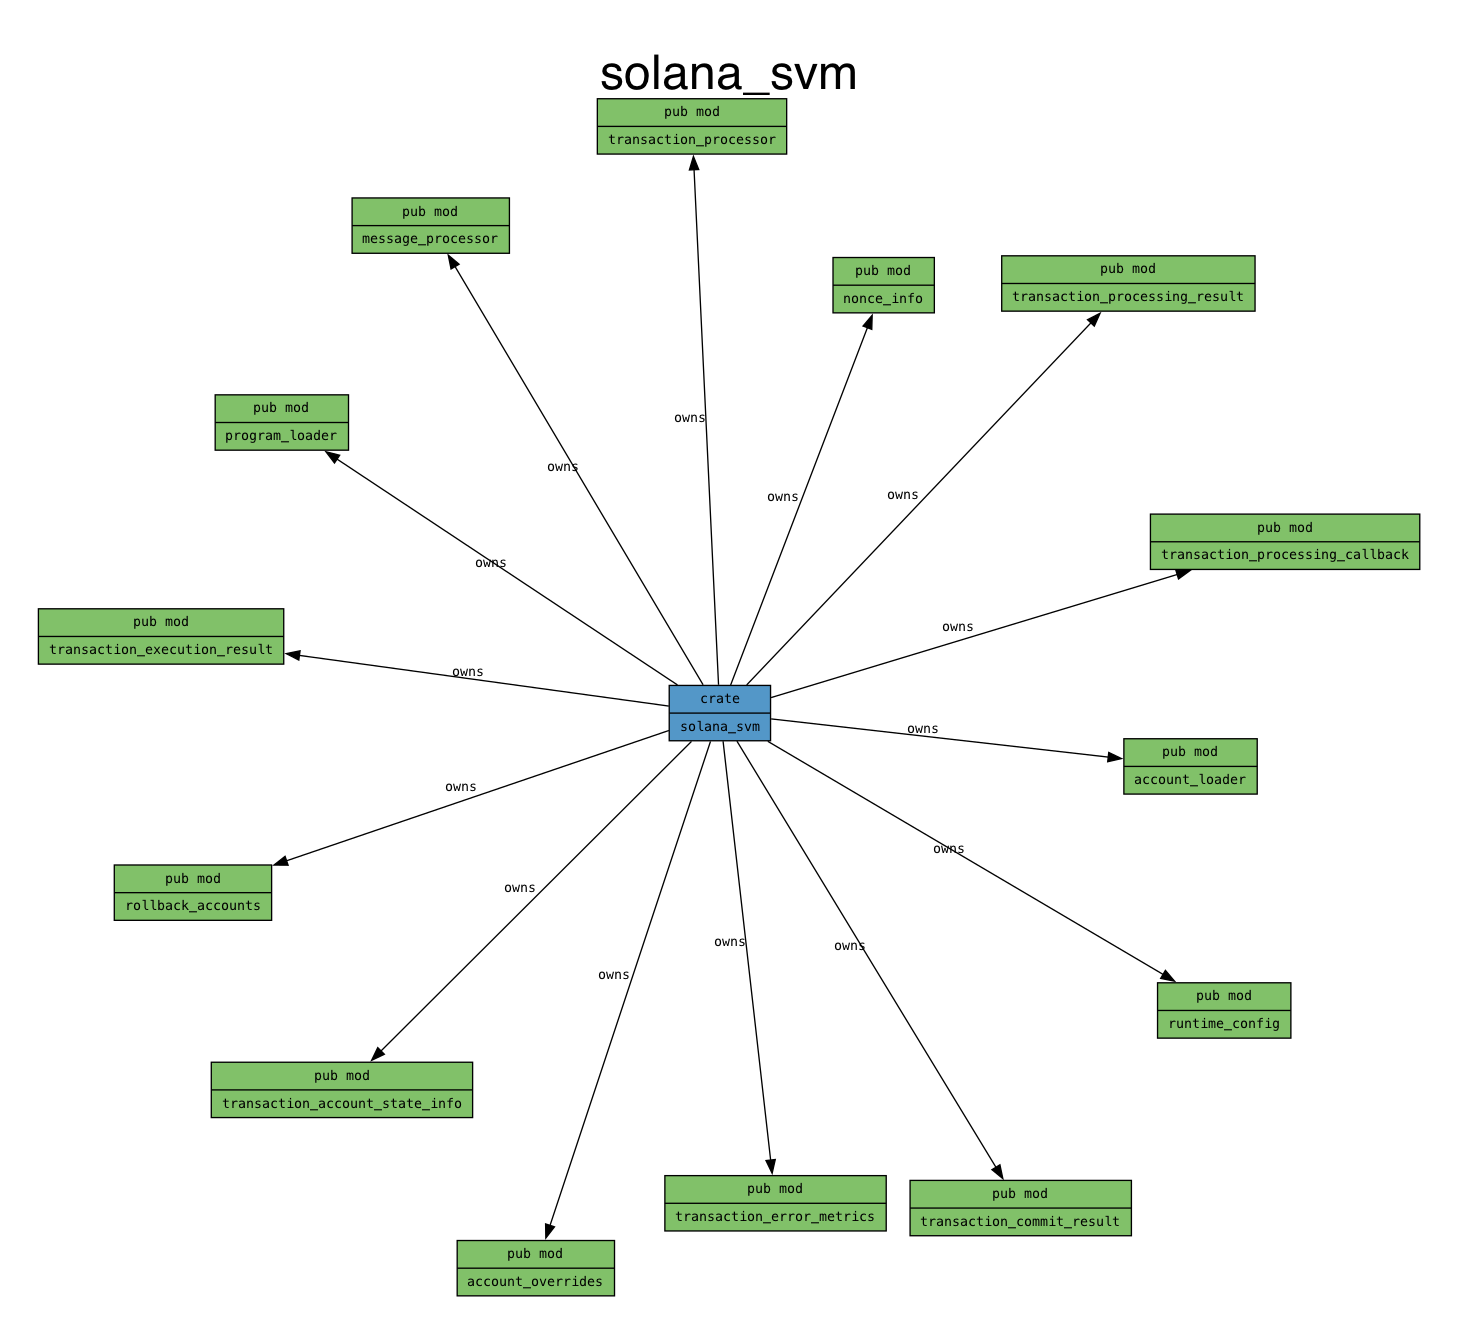 solana_svm
pub mod
transaction_processor
pub mod
message_processor
pub mod
nonce_info
pub mod
transaction_processing_result
pub mod
program_loader
owns
owns
owns
owns
pub mod
transaction_processing_callback
owns
pub mod
transaction_execution_result
owns
owns
crate
solana_svm
owns
pub mod
account_loader
owns
owns
pub mod
rollback_accounts
owns
owns
owns
owns
pub mod
runtime_config
pub mod
transaction_account_state_info
pub mod
transaction_error_metrics
pub mod
transaction_commit_result
pub mod
account_overrides